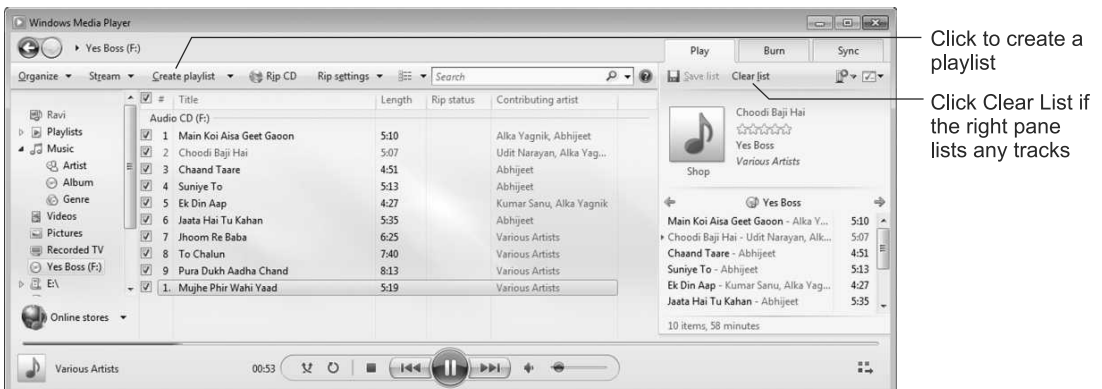 Windows Media Player
Yes Boss (F:)
Play Burn Sync
Organize Stream Create playlist Rip CD Rip settings Search Save list Clear list
Click to create a
playlist
Click Clear List if
the right pane
lists any tracks
Ravi
Playlists
Music
Artist
Album
Genre
Videos
Pictures
Recorded TV
Yes Boss (F:)
E:\
Online stores
# Title Length Rip status Contributing artist
Audio CD (F:)
1 Main Koi Aisa Geet Gaoon 5:10 Alka Yagnik, Abhijeet
2 Choodi Baji Hai 5:07 Udit Narayan, Alka Yag...
3 Chaand Taare 4:51 Abhijeet
4 Suniye To 5:13 Abhijeet
5 Ek Din Aap 4:27 Kumar Sanu, Alka Yagnik
6 Jaata Hai Tu Kahan 5:35 Abhijeet
7 Jhoom Re Baba 6:25 Various Artists
8 To Chalun 7:40 Various Artists
9 Pura Dukh Aadha Chand 8:13 Various Artists
1. Mujhe Phir Wahi Yaad 5:19 Various Artists
Choodi Baji Hai
Yes Boss
Various Artists
Shop
Yes Boss
Main Koi Aisa Geet Gaoon - Alka Y... 5:10
Choodi Baji Hai - Udit Narayan, Alk... 5:07
Chaand Taare - Abhijeet 4:51
Suniye To - Abhijeet 5:13
Ek Din Aap - Kumar Sanu, Alka Yag... 4:27
Jaata Hai Tu Kahan - Abhijeet 5:35
10 items, 58 minutes
Various Artists 00:53